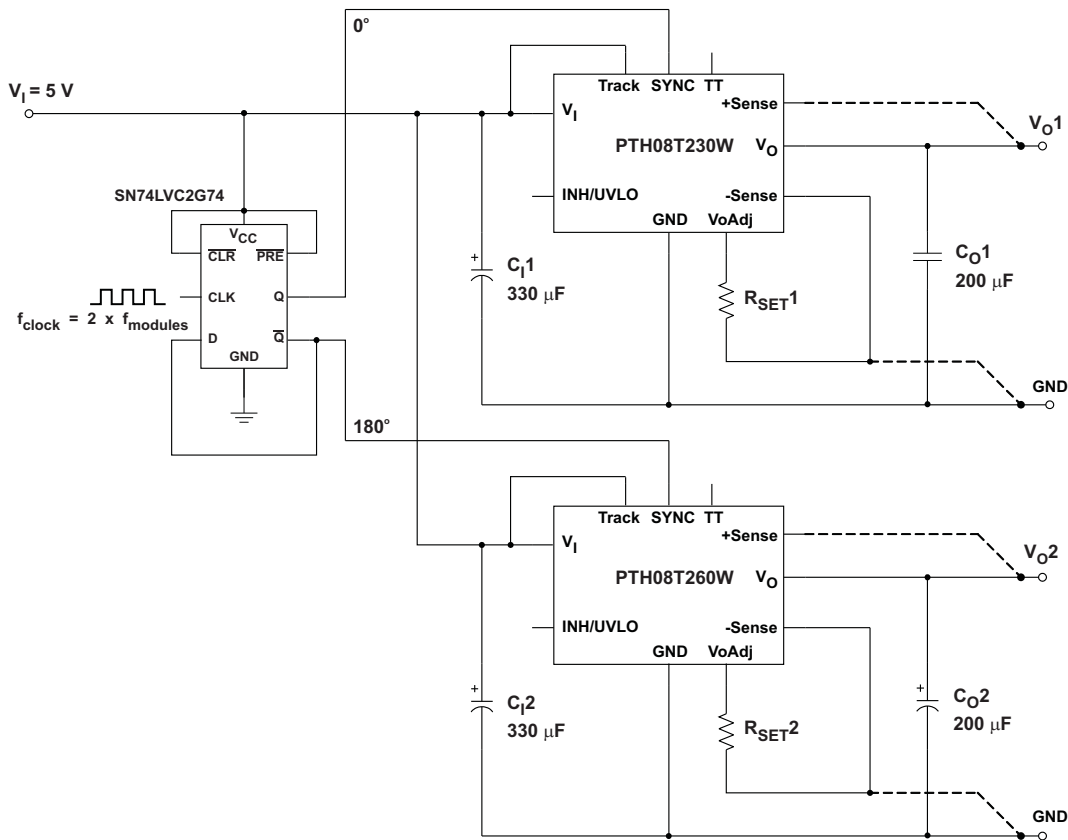 0°
V_I = 5 V
Track SYNC TT
V_I
+Sense
PTH08T230W
V_O
V_O1
INH/UVLO
-Sense
GND VoAdj
SN74LVC2G74
V_CC
C̅L̅R̅ P̅R̅E̅
CLK Q
f_clock = 2 x f_modules
D Q̅
GND
+
C_I1
330 μF
R_SET1
C_O1
200 μF
GND
180°
Track SYNC TT
V_I
+Sense
PTH08T260W
V_O
V_O2
INH/UVLO
-Sense
GND VoAdj
+
C_I2
330 μF
R_SET2
+
C_O2
200 μF
GND